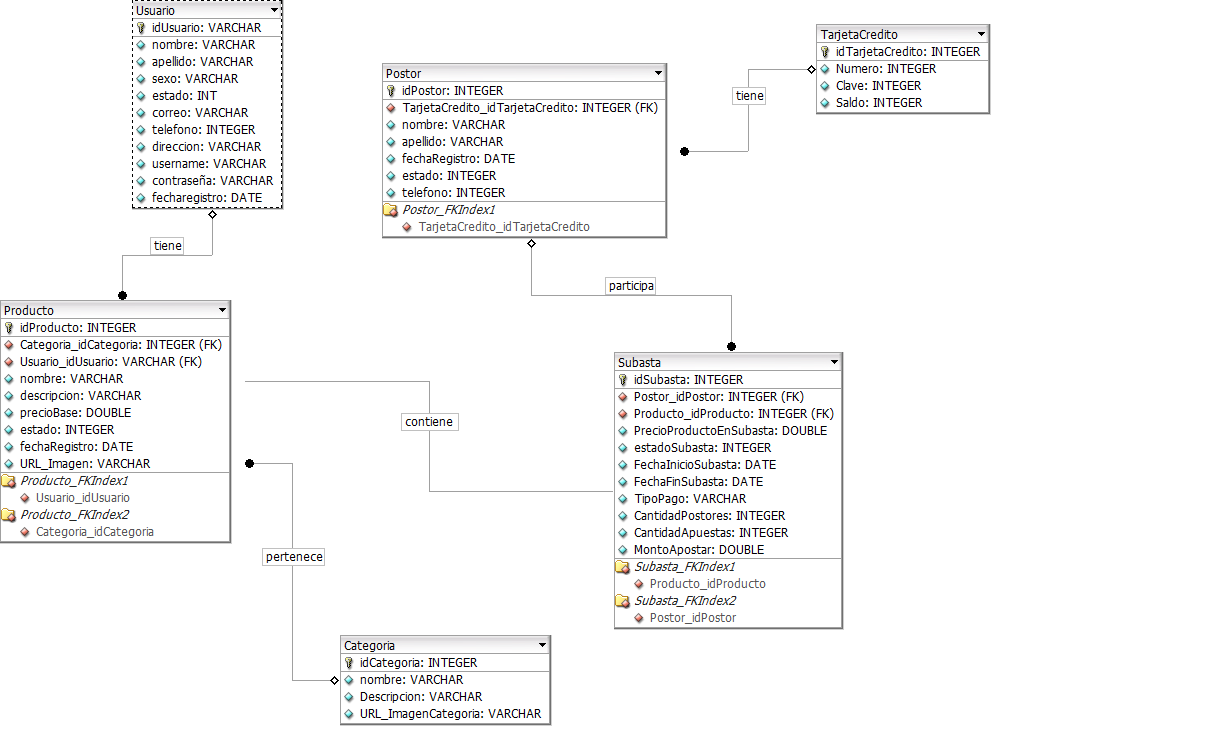 Usuario
idUsuario: VARCHAR
nombre: VARCHAR
apellido: VARCHAR
sexo: VARCHAR
estado: INT
correo: VARCHAR
telefono: INTEGER
direccion: VARCHAR
username: VARCHAR
contraseña: VARCHAR
fecharegistro: DATE
TarjetaCredito
idTarjetaCredito: INTEGER
Numero: INTEGER
Clave: INTEGER
Saldo: INTEGER
tiene
Postor
idPostor: INTEGER
TarjetaCredito_idTarjetaCredito: INTEGER (FK)
nombre: VARCHAR
apellido: VARCHAR
fechaRegistro: DATE
estado: INTEGER
telefono: INTEGER
Postor_FKIndex1
TarjetaCredito_idTarjetaCredito
tiene
participa
Producto
idProducto: INTEGER
Categoria_idCategoria: INTEGER (FK)
Usuario_idUsuario: VARCHAR (FK)
nombre: VARCHAR
descripcion: VARCHAR
precioBase: DOUBLE
estado: INTEGER
fechaRegistro: DATE
URL_Imagen: VARCHAR
Producto_FKIndex1
Usuario_idUsuario
Producto_FKIndex2
Categoria_idCategoria
contiene
Subasta
idSubasta: INTEGER
Postor_idPostor: INTEGER (FK)
Producto_idProducto: INTEGER (FK)
PrecioProductoEnSubasta: DOUBLE
estadoSubasta: INTEGER
FechaInicioSubasta: DATE
FechaFinSubasta: DATE
TipoPago: VARCHAR
CantidadPostores: INTEGER
CantidadApuestas: INTEGER
MontoApostar: DOUBLE
Subasta_FKIndex1
Producto_idProducto
Subasta_FKIndex2
Postor_idPostor
pertenece
Categoria
idCategoria: INTEGER
nombre: VARCHAR
Descripcion: VARCHAR
URL_ImagenCategoria: VARCHAR